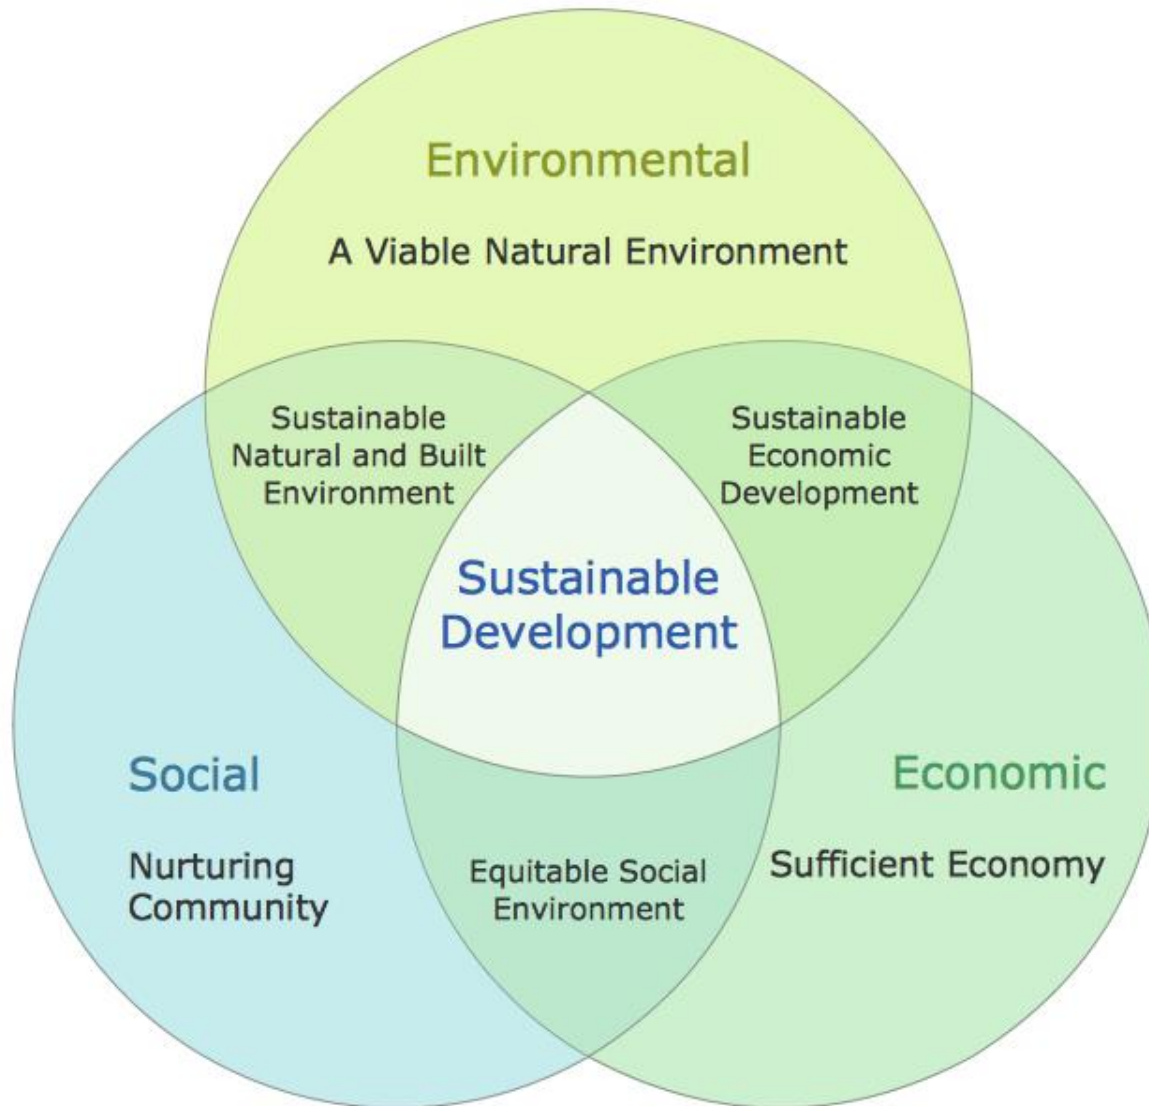 Environmental
A Viable Natural Environment
Sustainable
Natural and Built
Environment
Sustainable
Economic
Development
Sustainable
Development
Social
Nurturing
Community
Equitable Social
Environment
Economic
Sufficient Economy